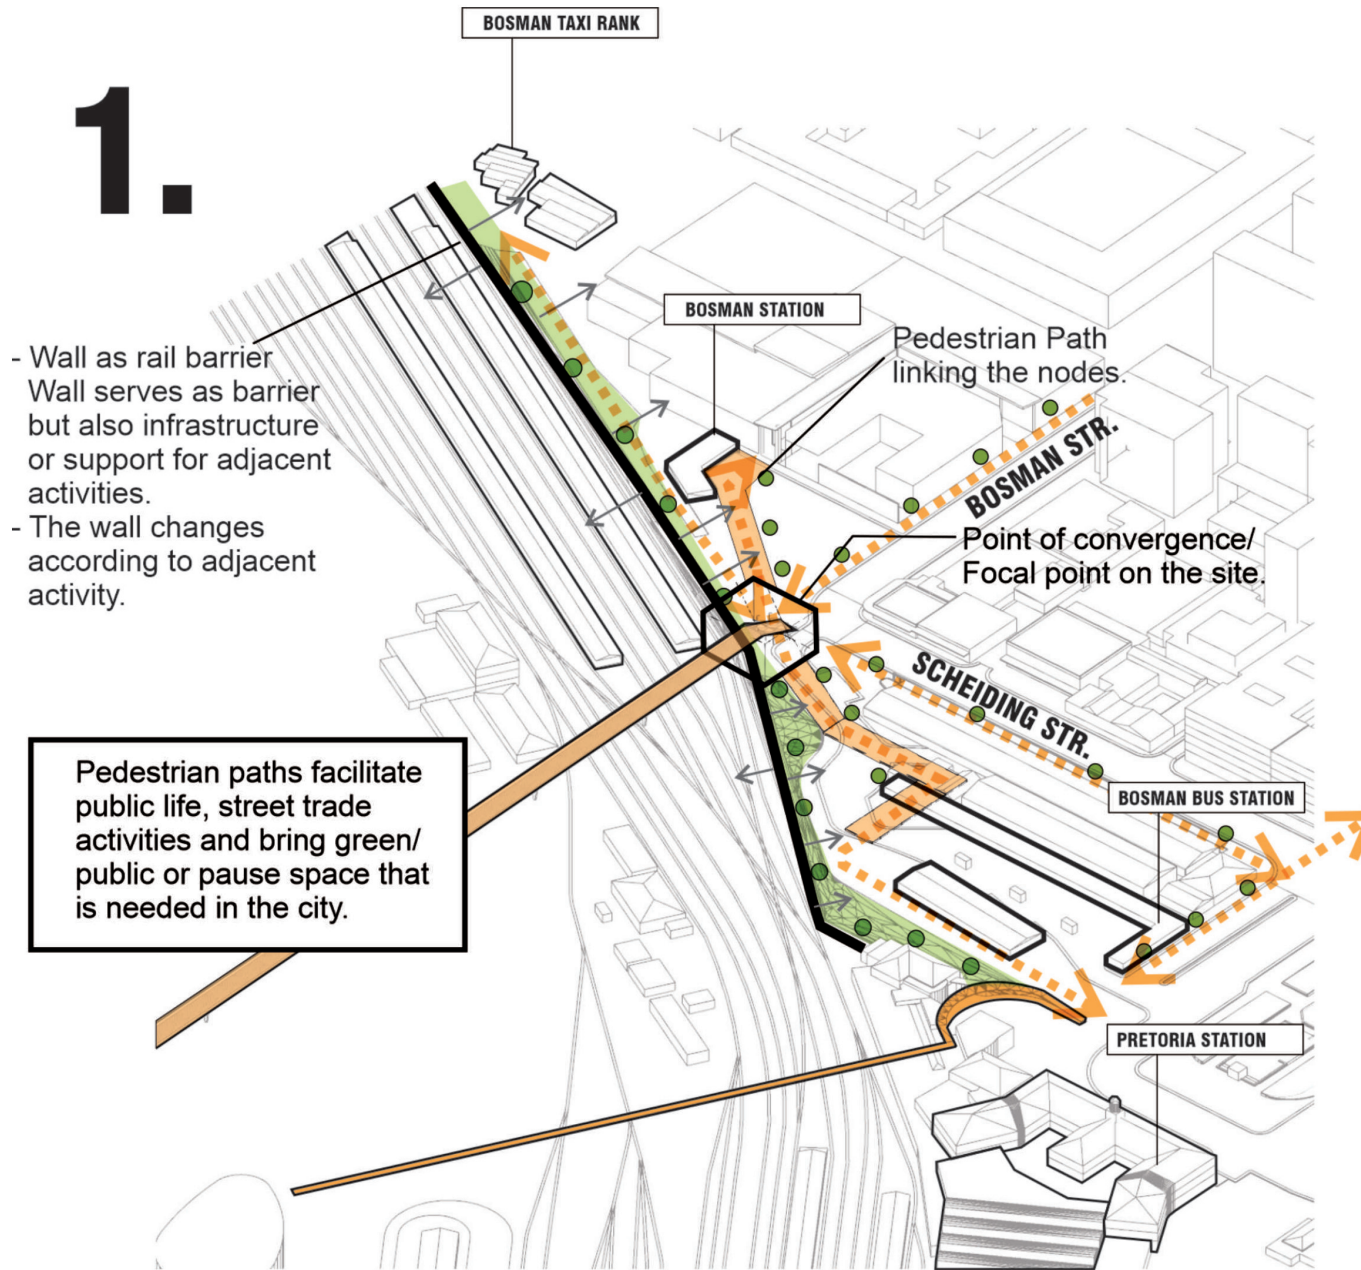 BOSMAN TAXI RANK
1.
BOSMAN STATION
Pedestrian Path
linking the nodes.
- Wall as rail barrier
Wall serves as barrier
but also infrastructure
or support for adjacent
activities.
- The wall changes
according to adjacent
activity.
BOSMAN STR.
Point of convergence/
Focal point on the site.
SCHEIDING STR.
Pedestrian paths facilitate
public life, street trade
activities and bring green/
public or pause space that
is needed in the city.
BOSMAN BUS STATION
PRETORIA STATION